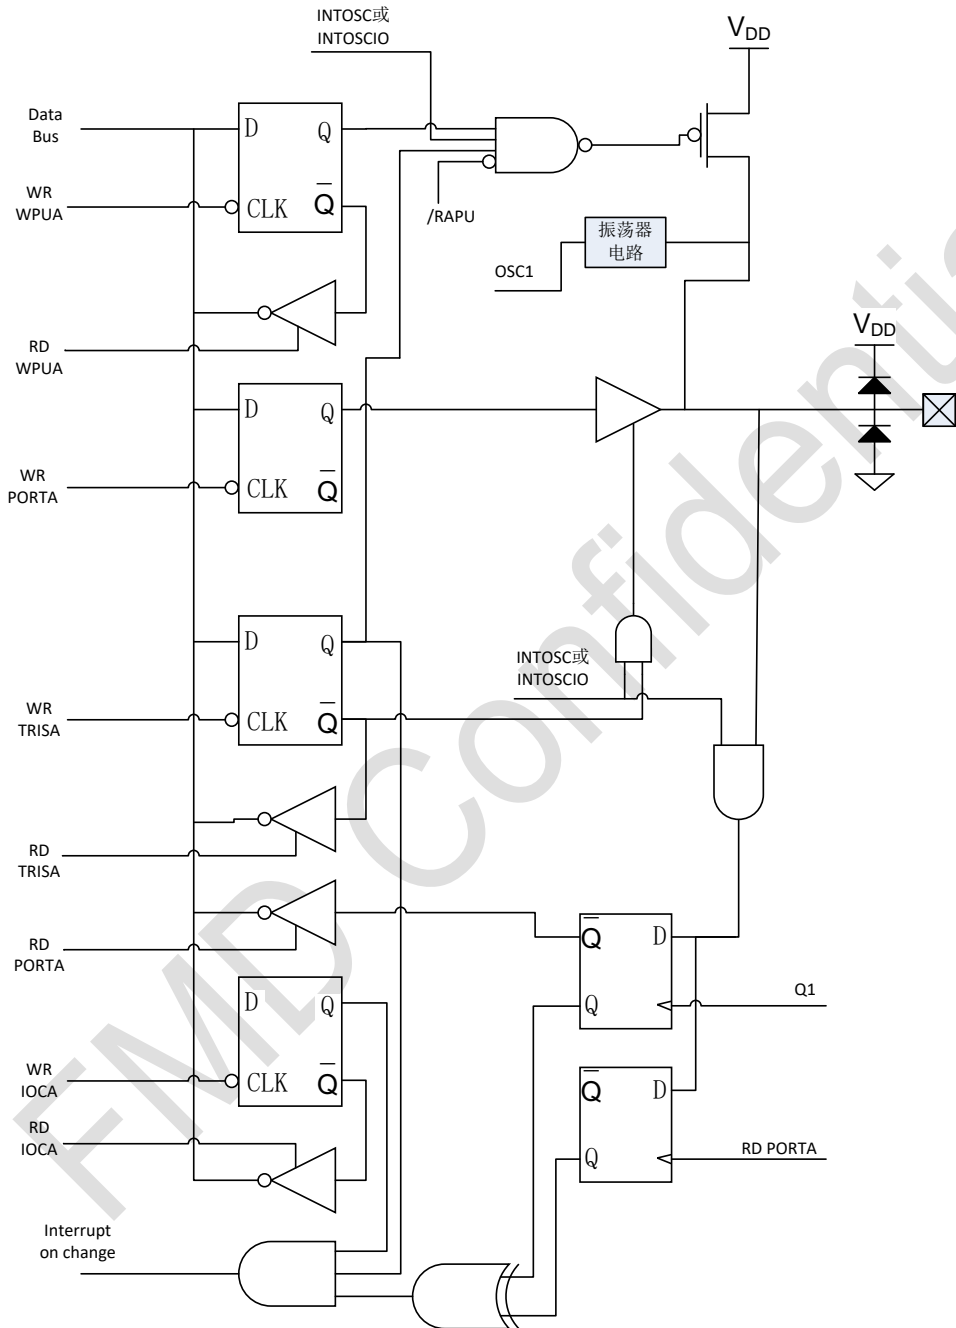 INTOSC或
INTOSCIO
VDD
Data
Bus
D
Q
WR
WPUA
CLK
Q
/RAPU
振荡器
电路
OSC1
RD
WPUA
VDD
D
Q
WR
PORTA
CLK
Q
D
Q
INTOSC或
INTOSCIO
WR
TRISA
CLK
Q
RD
TRISA
RD
PORTA
Q
D
Q
Q1
D
Q
WR
IOCA
CLK
Q
RD
IOCA
Q
D
Q
RD PORTA
Interrupt
on change
FMD Confidential